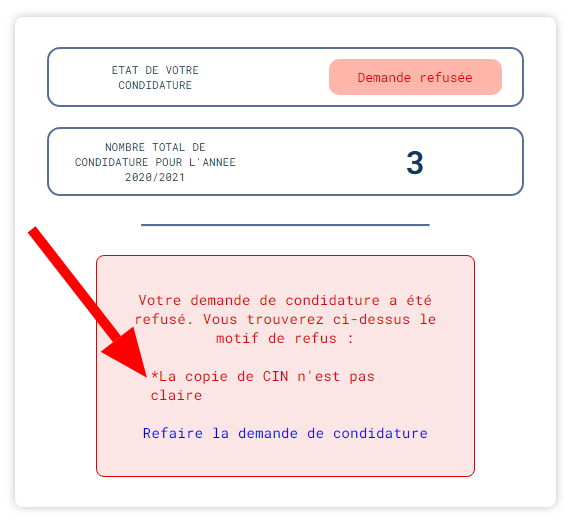 ETAT DE VOTRE
CONDIDATURE
Demande refusée
NOMBRE TOTAL DE
CONDIDATURE POUR L'ANNEE
2020/2021
3
Votre demande de condidature a été
refusé. Vous trouverez ci-dessus le
motif de refus :
*La copie de CIN n'est pas
claire
Refaire la demande de condidature